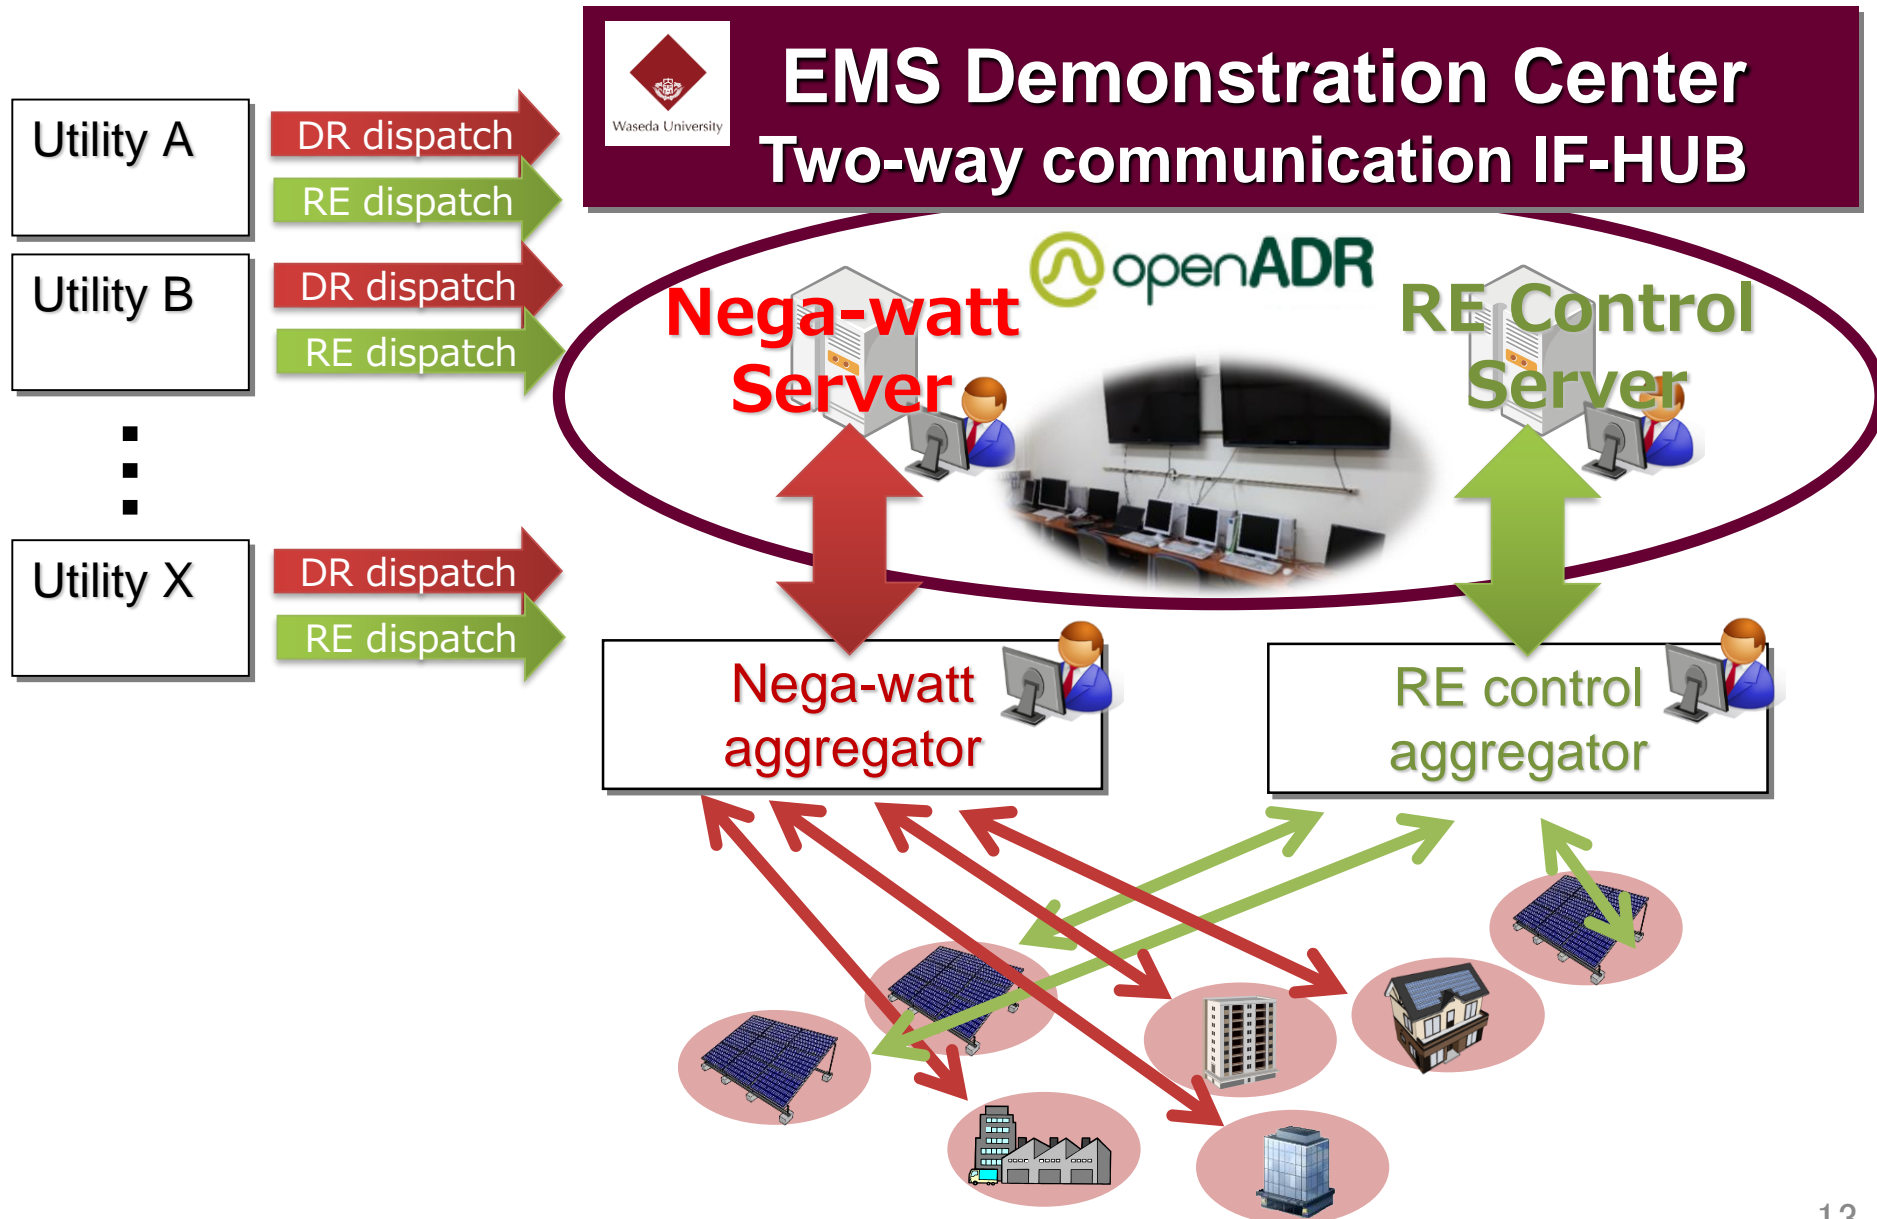 Waseda University
EMS Demonstration Center
Two-way communication IF-HUB
Utility A
DR dispatch
RE dispatch
Utility B
DR dispatch
RE dispatch
Utility X
DR dispatch
RE dispatch
openADR
Nega-watt
Server
RE Control
Server
Nega-watt
aggregator
RE control
aggregator
13